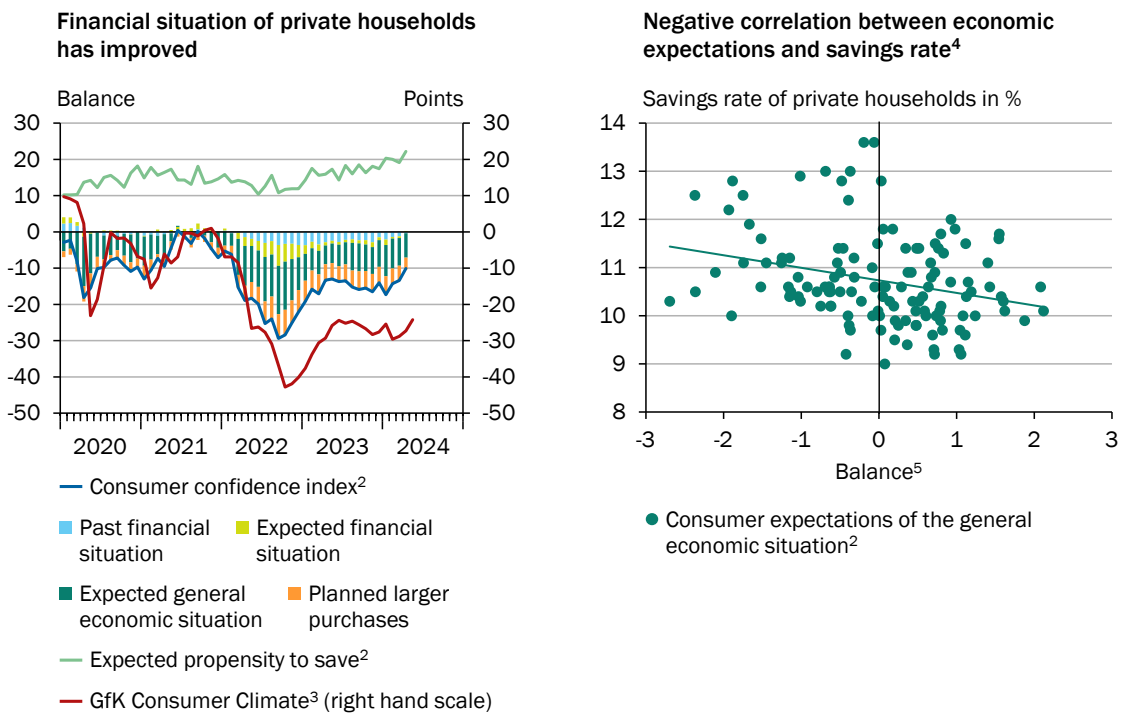 Financial situation of private households
has improved
Balance
Points
30
20
10
0
-10
-20
-30
-40
-50
30
20
10
0
-10
-20
-30
-40
-50
2020
2021
2022
2023
2024
Consumer confidence index²
Past financial
situation
Expected financial
situation
Expected general
economic situation
Planned larger
purchases
Expected propensity to save²
GfK Consumer Climate³ (right hand scale)
Negative correlation between economic
expectations and savings rate⁴
Savings rate of private households in %
14
13
12
11
10
9
8
-3
-2
-1
0
1
2
3
Balance⁵
Consumer expectations of the general
economic situation²